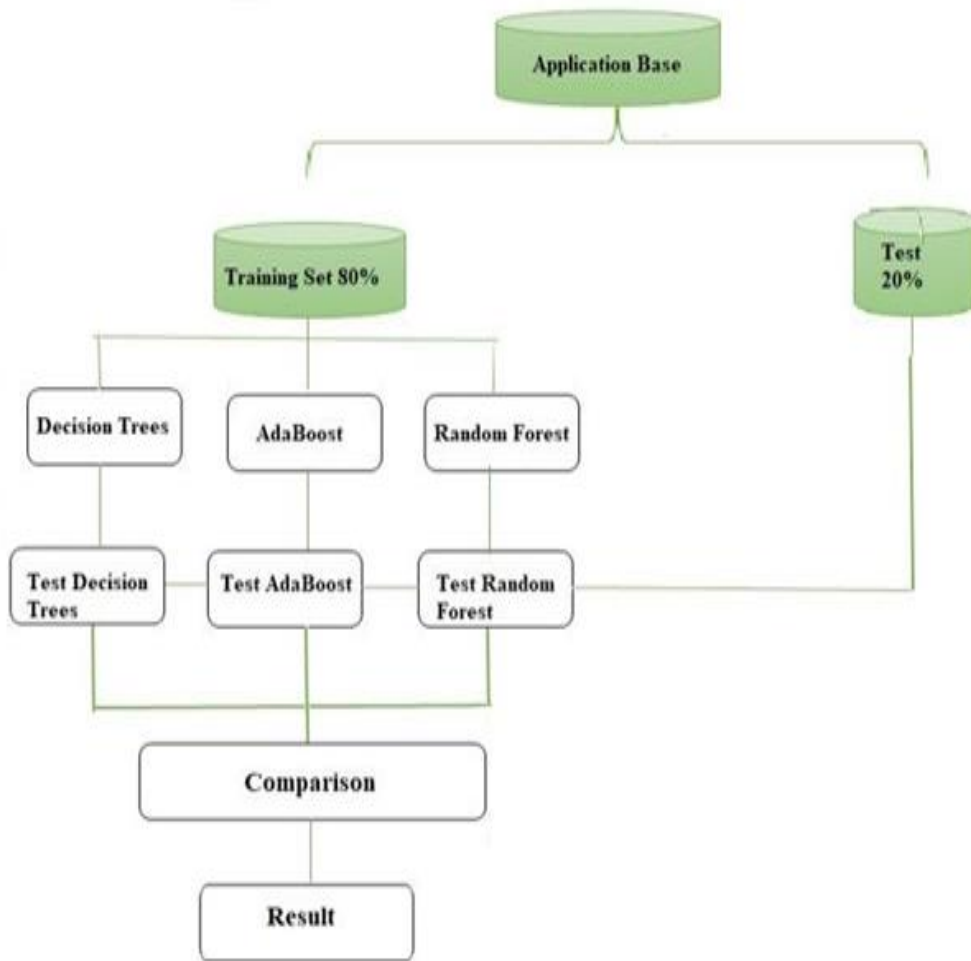 Application Base
Training Set 80%
Test
20%
Decision Trees
AdaBoost
Random Forest
Test Decision
Trees
Test AdaBoost
Test Random
Forest
Comparison
Result